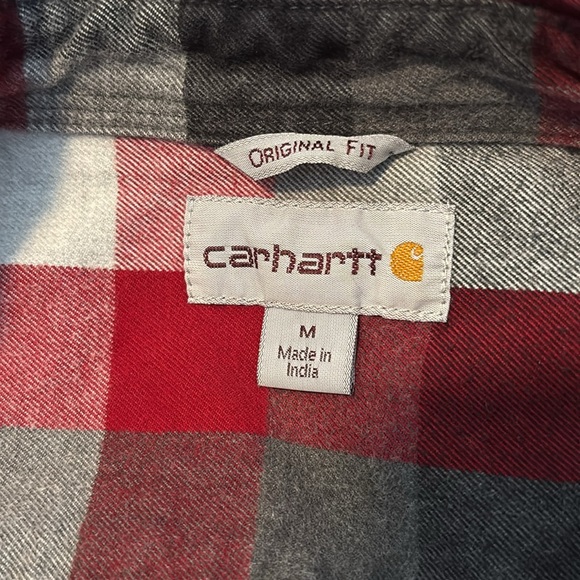 ORIGINAL FIT
carhartt
M
Made in
India